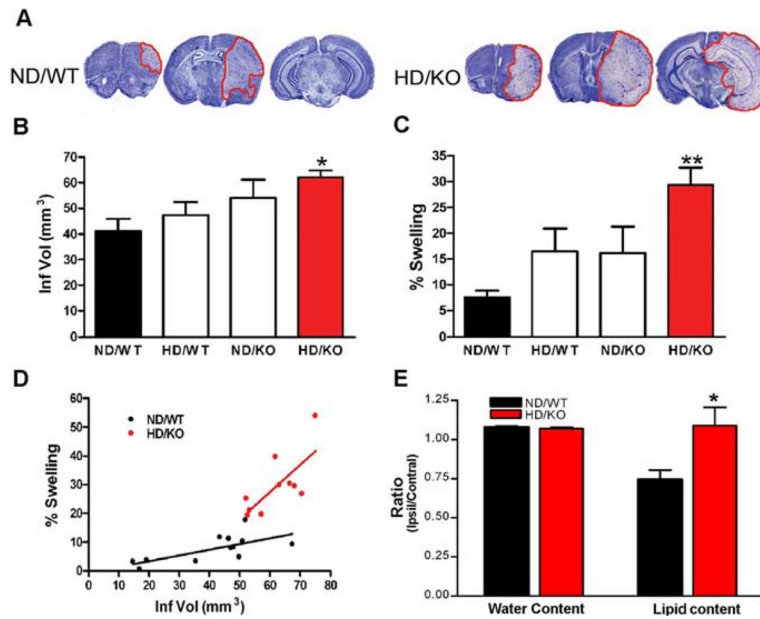 A
ND/WT
HD/KO
B
Inf Vol (mm³)
70
60
50
40
30
20
10
0
*
ND/WT HD/WT ND/KO HD/KO
C
% Swelling
35
30
25
20
15
10
5
0
**
ND/WT HD/WT ND/KO HD/KO
D
% Swelling
60
50
40
30
20
10
0
ND/WT
HD/KO
0 10 20 30 40 50 60 70 80
Inf Vol (mm³)
E
Ratio
(Ipsil/Control)
1.25
1.00
0.75
0.25
0.00
ND/WT
HD/KO
*
Water Content Lipid content